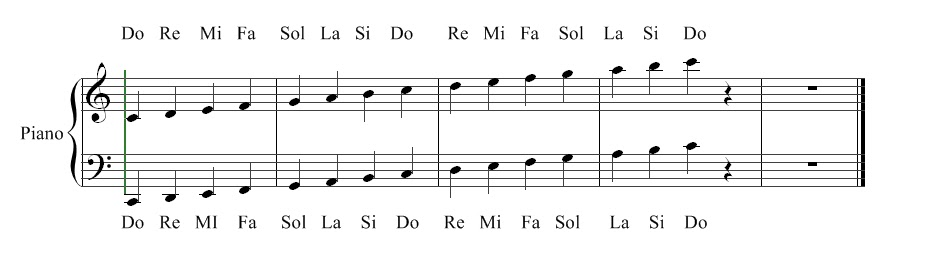 Do Re Mi Fa Sol La Si Do Re Mi Fa Sol La Si Do
Piano
Do Re MI Fa Sol La Si Do Re Mi Fa Sol La Si Do